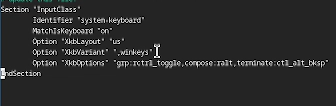 Section "InputClass"
Identifier "system-keyboard"
MatchIsKeyboard "on"
Option "XkbLayout" "us"
Option "XkbVariant" ",winkeys"
Option "XkbOptions" "grp:rctrl_toggle,compose:ralt,terminate:ctl_alt_bksp"
EndSection